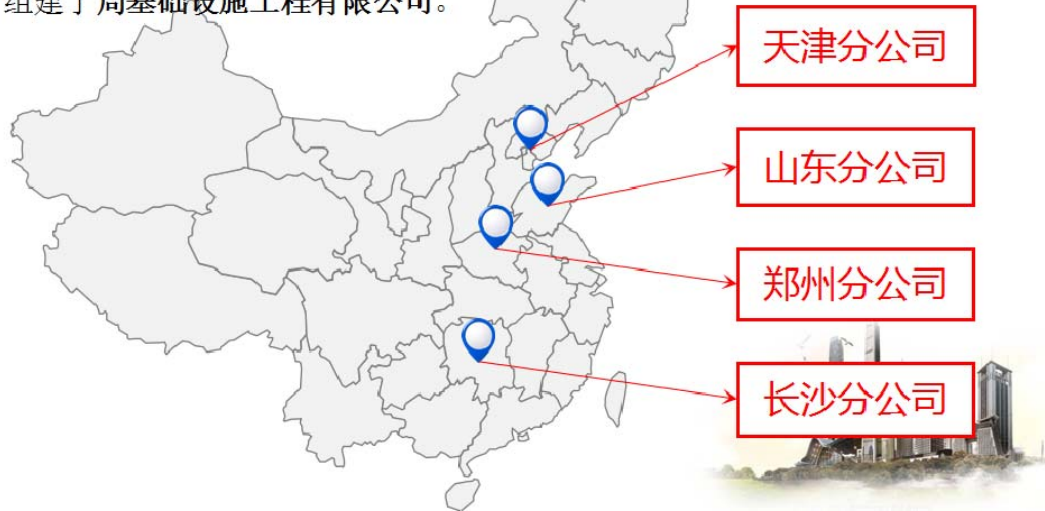 组建了局基础设施工程有限公司。
天津分公司
山东分公司
郑州分公司
长沙分公司